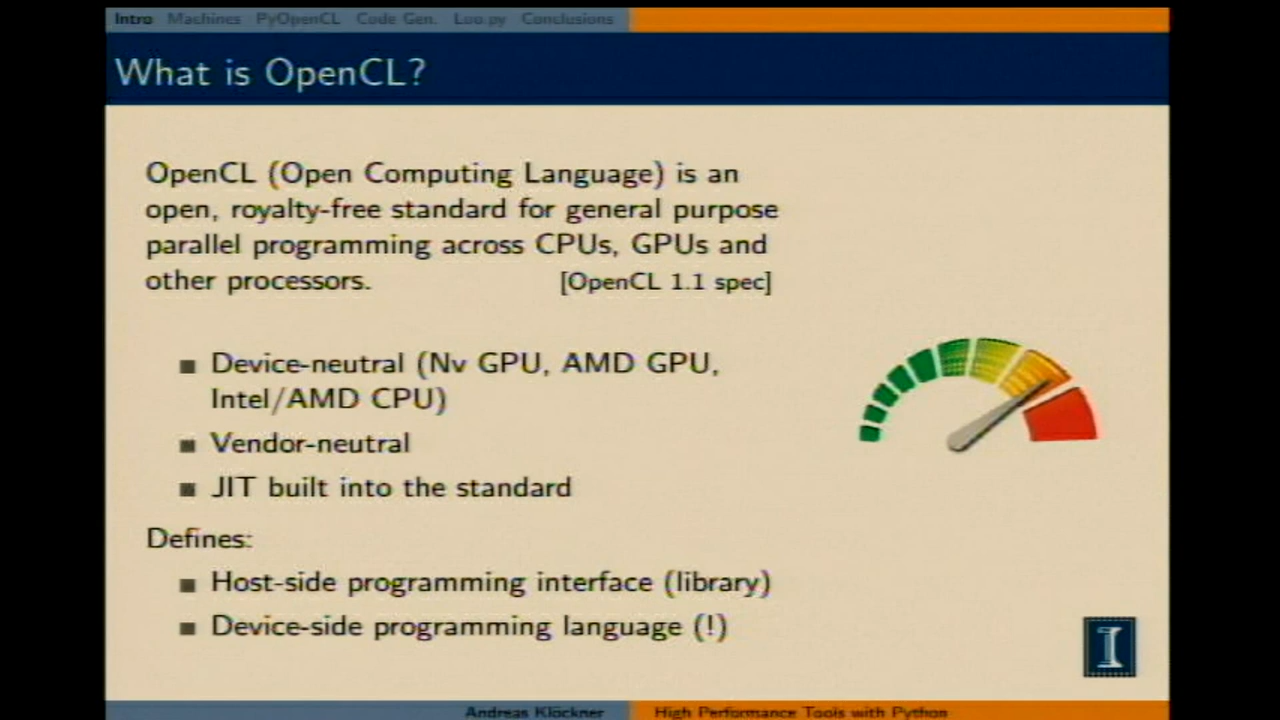 Intro Machines PyOpenCL Code Gen. Loo.py Conclusions
What is OpenCL?
OpenCL (Open Computing Language) is an
open, royalty-free standard for general purpose
parallel programming across CPUs, GPUs and
other processors. [OpenCL 1.1 spec]
■ Device-neutral (Nv GPU, AMD GPU,
Intel/AMD CPU)
■ Vendor-neutral
■ JIT built into the standard
Defines:
■ Host-side programming interface (library)
■ Device-side programming language (!)
I
Andreas Klöckner High Performance Tools with Python